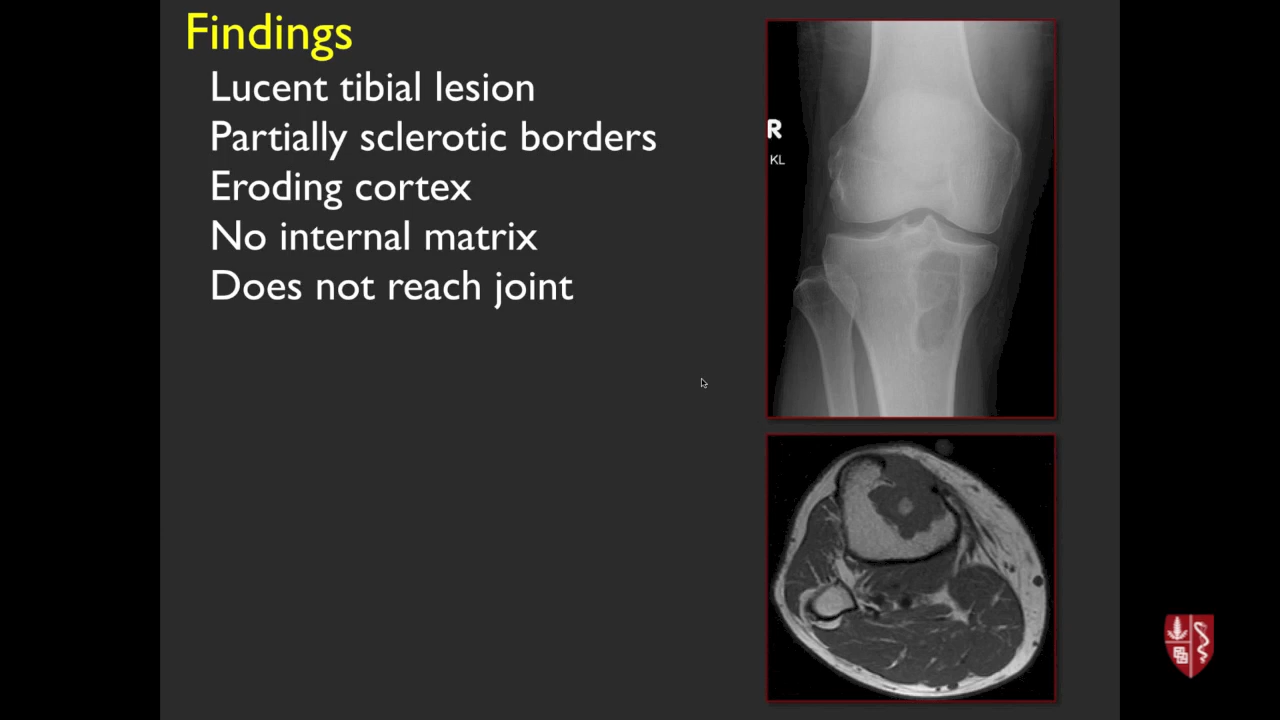 Findings
Lucent tibial lesion
Partially sclerotic borders
Eroding cortex
No internal matrix
Does not reach joint
R
KL